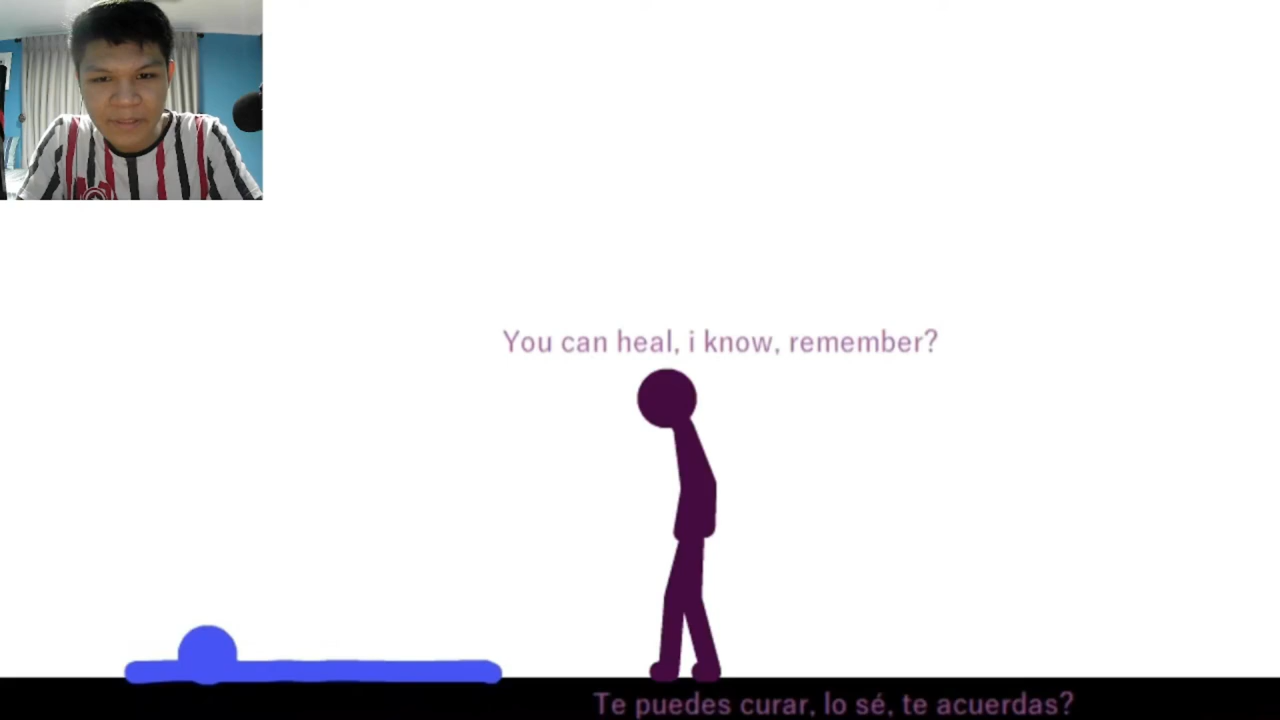 You can heal, i know, remember?
Te puedes curar, lo sé, te acuerdas?